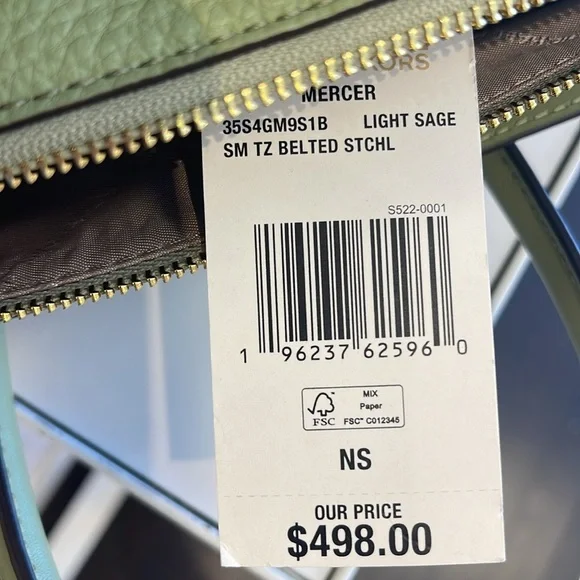 ORS
MERCER
35S4GM9S1B LIGHT SAGE
SM TZ BELTED STCHL
S522-0001
1 96237 62596 0
FSC
MIX
Paper
FSC™ C012345
NS
OUR PRICE
$498.00